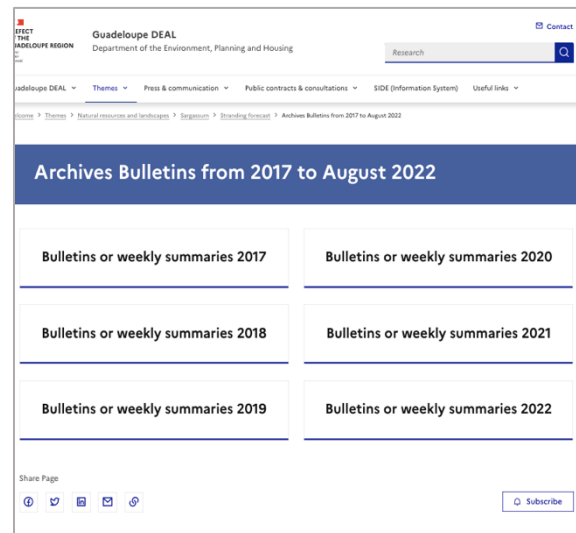 EFECT
THE
ADELOUPE REGION
Guadeloupe DEAL
Department of the Environment, Planning and Housing
Contact
Research
uadeloupe DEAL
Themes
Press & communication
Public contracts & consultations
SIDE (Information System)
Useful links
elcome > Themes > Natural resources and landscapes > Sargassum > Stranding forecast > Archives Bulletins from 2017 to August 2022
Archives Bulletins from 2017 to August 2022
Bulletins or weekly summaries 2017
Bulletins or weekly summaries 2020
Bulletins or weekly summaries 2018
Bulletins or weekly summaries 2021
Bulletins or weekly summaries 2019
Bulletins or weekly summaries 2022
Share Page
Subscribe